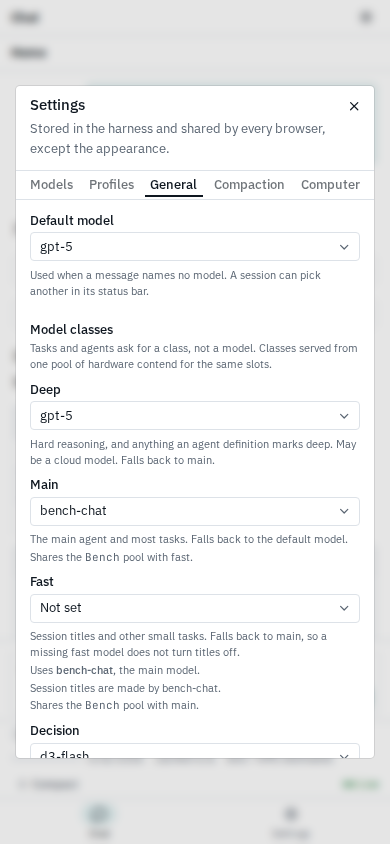 Chat
Settings
Stored in the harness and shared by every browser,
except the appearance.
Models Profiles General Compaction Computer
Default model
gpt-5
Used when a message names no model. A session can pick
another in its status bar.
Model classes
Tasks and agents ask for a class, not a model. Classes served from
one pool of hardware contend for the same slots.
Deep
gpt-5
Hard reasoning, and anything an agent definition marks deep. May
be a cloud model. Falls back to main.
Main
bench-chat
The main agent and most tasks. Falls back to the default model.
Shares the Bench pool with fast.
Fast
Not set
Session titles and other small tasks. Falls back to main, so a
missing fast model does not turn titles off.
Uses bench-chat, the main model.
Session titles are made by bench-chat.
Shares the Bench pool with main.
Decision
d3-flash